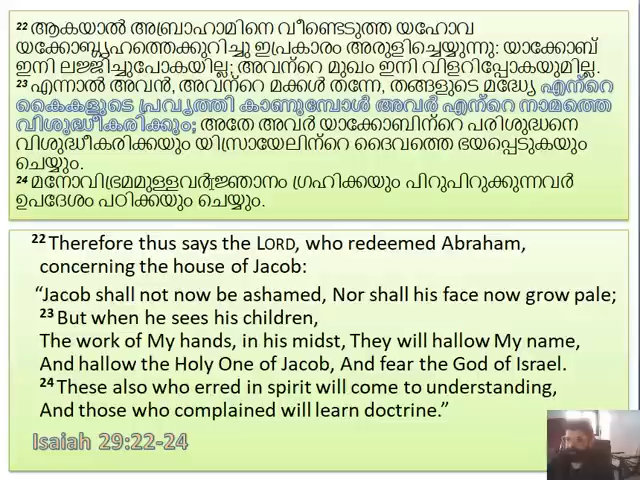 22 ആകയാൽ അബ്രാഹാമിനെ വീണ്ടെടുത്ത യഹോവ
യക്കോബ്ഗൃഹത്തെക്കുറിച്ചു ഇപ്രകാരം അരുളിച്ചെയ്യുന്നു: യാക്കോബ്
ഇനി ലജ്ജിച്ചുപോകയില്ല; അവന്റെ മുഖം ഇനി വിളറിപ്പോകയുമില്ല.
23 എന്നാൽ അവൻ, അവന്റെ മക്കൾ തന്നേ, തങ്ങളുടെ മദ്ധ്യേ എന്റെ
കൈകളുടെ പ്രവൃത്തി കാണുമ്പോൾ അവർ എന്റെ നാമത്തെ
വിശുദ്ധീകരിക്കും; അതേ അവർ യാക്കോബിന്റെ പരിശുദ്ധനെ
വിശുദ്ധീകരിക്കയും യിസ്രായേലിന്റെ ദൈവത്തെ ഭയപ്പെടുകയും
ചെയ്യും.
24 മനോവിഭ്രമമുള്ളവർജ്ഞാനം ഗ്രഹിക്കയും പിറുപിറുക്കുന്നവർ
ഉപദേശം പഠിക്കയും ചെയ്യും.
22 Therefore thus says the LORD, who redeemed Abraham,
concerning the house of Jacob:
“Jacob shall not now be ashamed, Nor shall his face now grow pale;
23 But when he sees his children,
The work of My hands, in his midst, They will hallow My name,
And hallow the Holy One of Jacob, And fear the God of Israel.
24 These also who erred in spirit will come to understanding,
And those who complained will learn doctrine.”
Isaiah 29:22-24